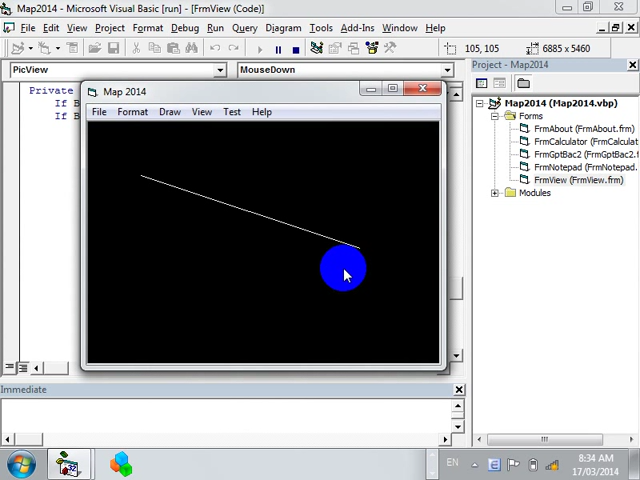 Map2014 - Microsoft Visual Basic [run] - [FrmView (Code)]
File Edit View Project Format Debug Run Query Diagram Tools Add-Ins Window Help
105, 105 6885 x 5460
PicView MouseDown
Project - Map2014
Private
If B
If B
Map 2014
File Format Draw View Test Help
Map2014 (Map2014.vbp)
Forms
FrmAbout (FrmAbout.frm)
FrmCalculator (FrmCalculat
FrmGptBac2 (FrmGptBac2.f
FrmNotepad (FrmNotepad.
FrmView (FrmView.frm)
Modules
Immediate
EN
8:34 AM
17/03/2014